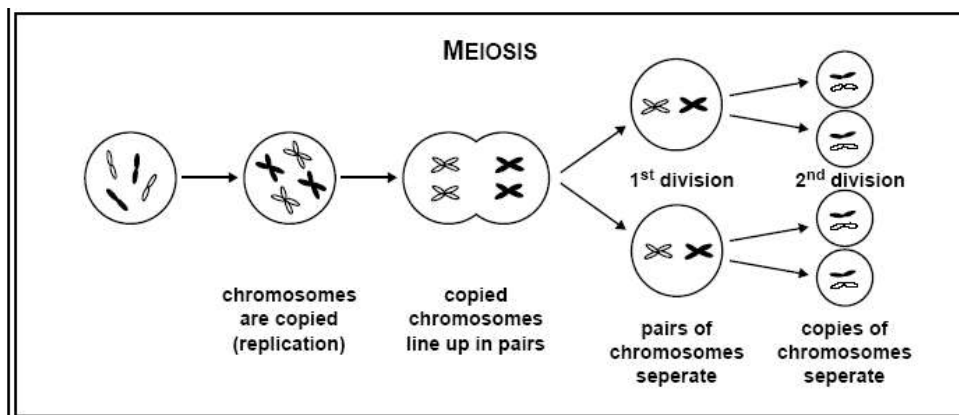 MEIOSIS
1st division
2nd division
chromosomes
are copied
(replication)
copied
chromosomes
line up in pairs
pairs of
chromosomes
seperate
copies of
chromosomes
seperate